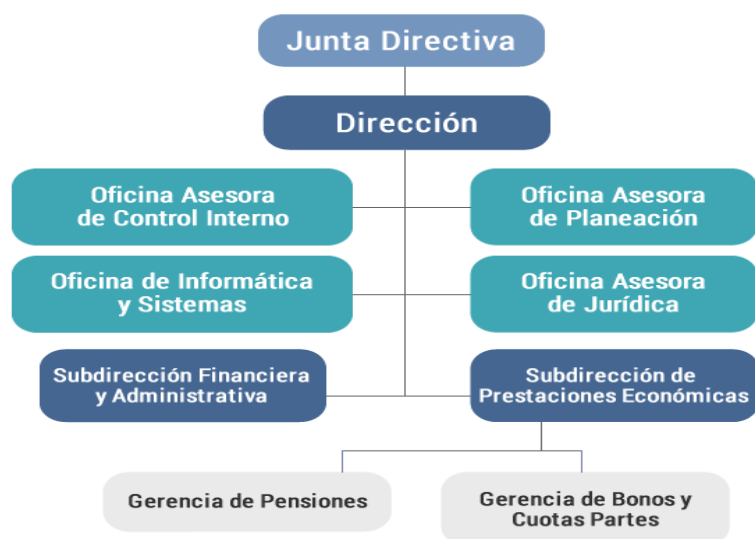 Junta Directiva
Dirección
Oficina Asesora
de Control Interno
Oficina Asesora
de Planeación
Oficina de Informática
y Sistemas
Oficina Asesora
de Jurídica
Subdirección Financiera
y Administrativa
Subdirección de
Prestaciones Económicas
Gerencia de Pensiones
Gerencia de Bonos y
Cuotas Partes